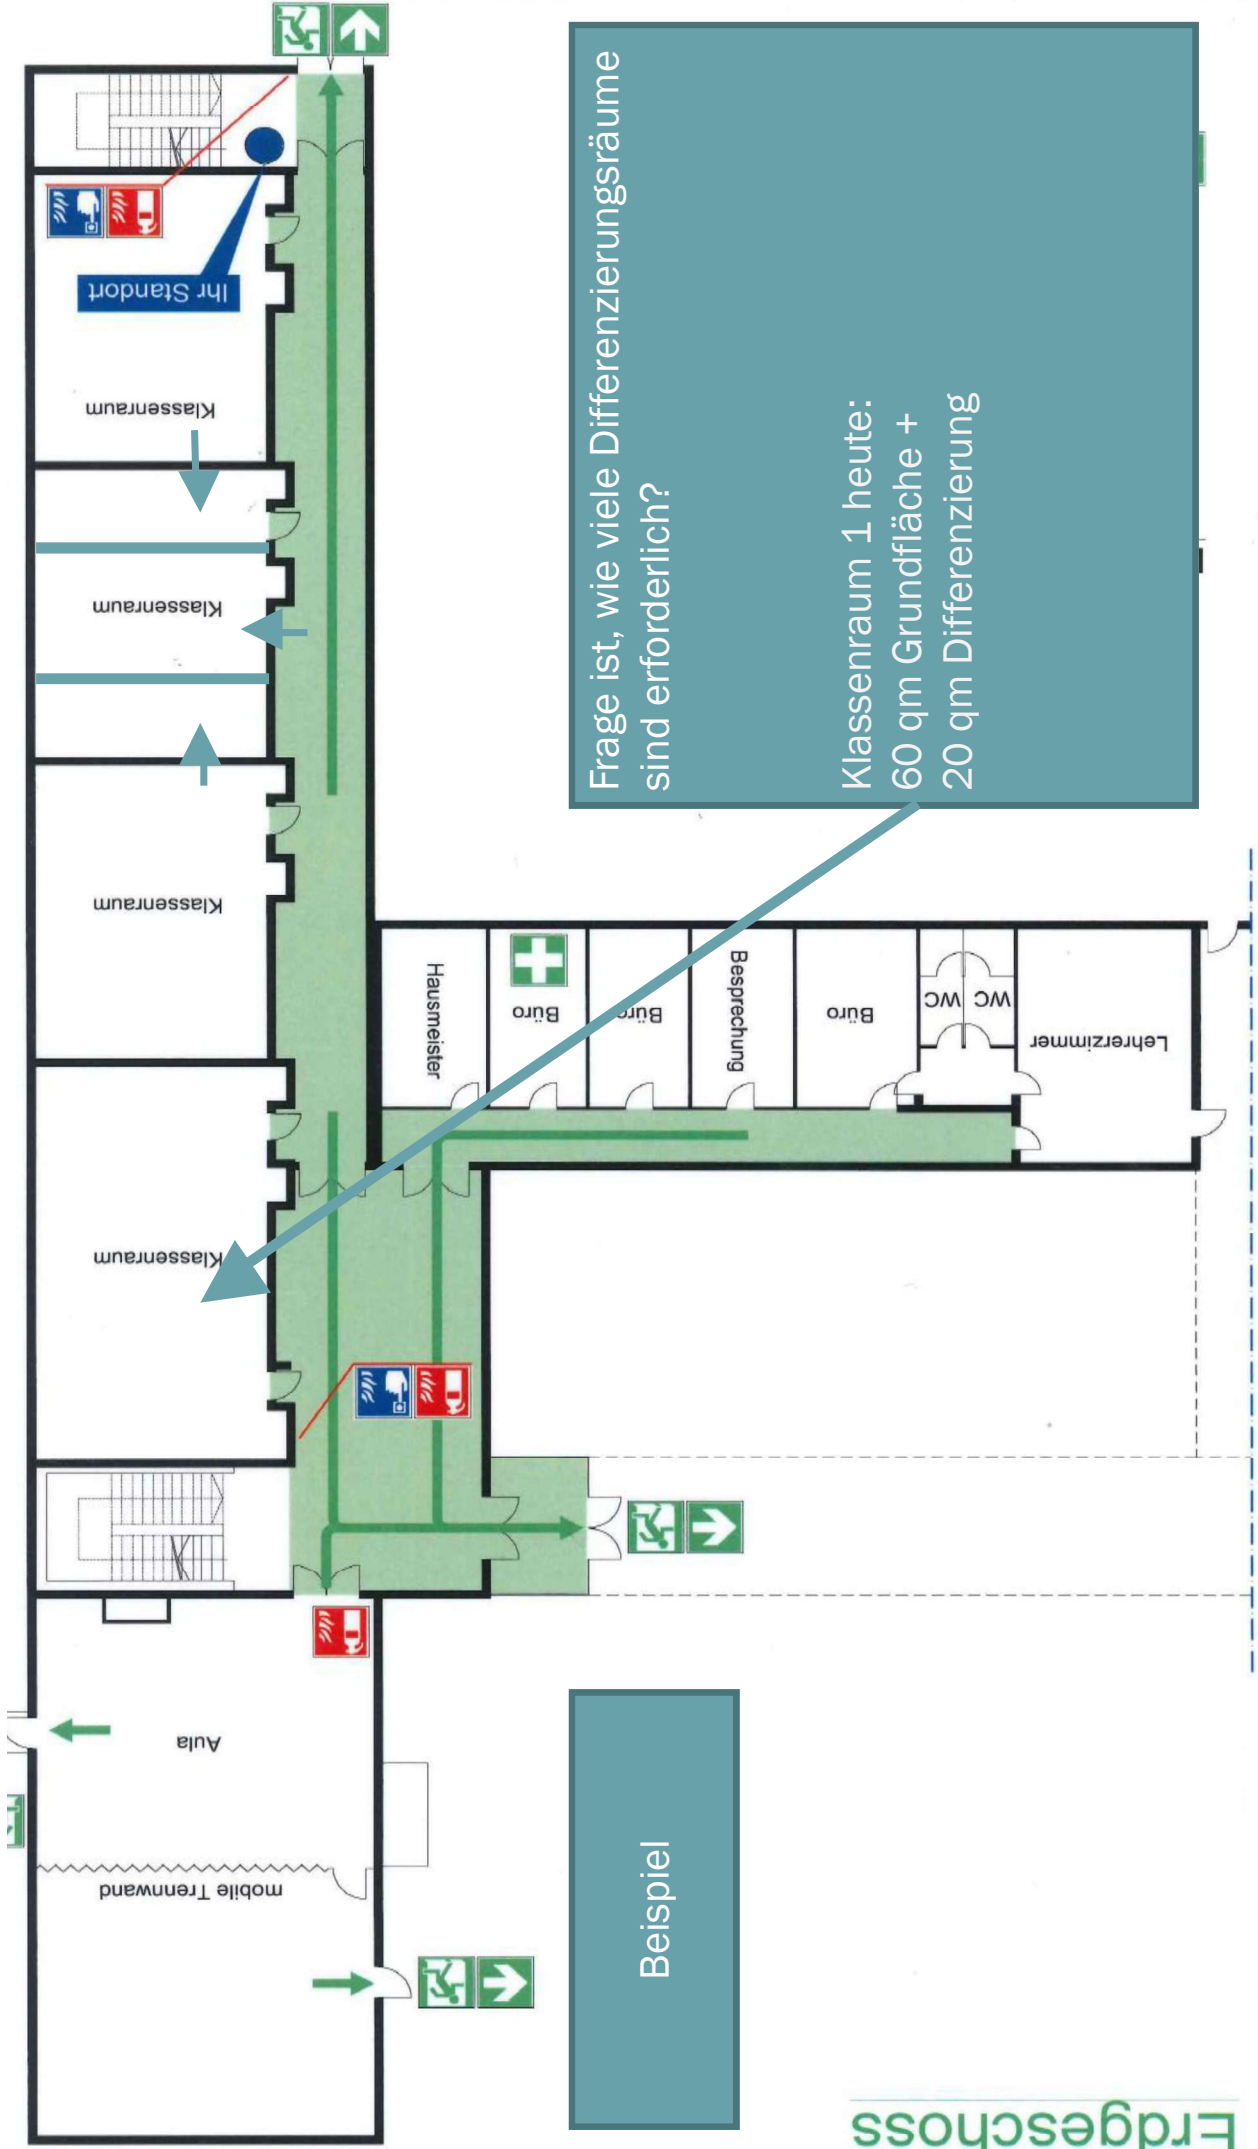 Frage ist, wie viele Differenzierungsräume
sind erforderlich?
Klassenraum 1 heute:
60 qm Grundfläche +
20 qm Differenzierung
Beispiel
Ihr Standort
Klassenraum
Klassenraum
Klassenraum
Klassenraum
Hausmeister
Büro
Büro
Besprechung
Büro
WC
WC
Lehrerzimmer
Aula
mobile Trennwand
Erdgeschoss